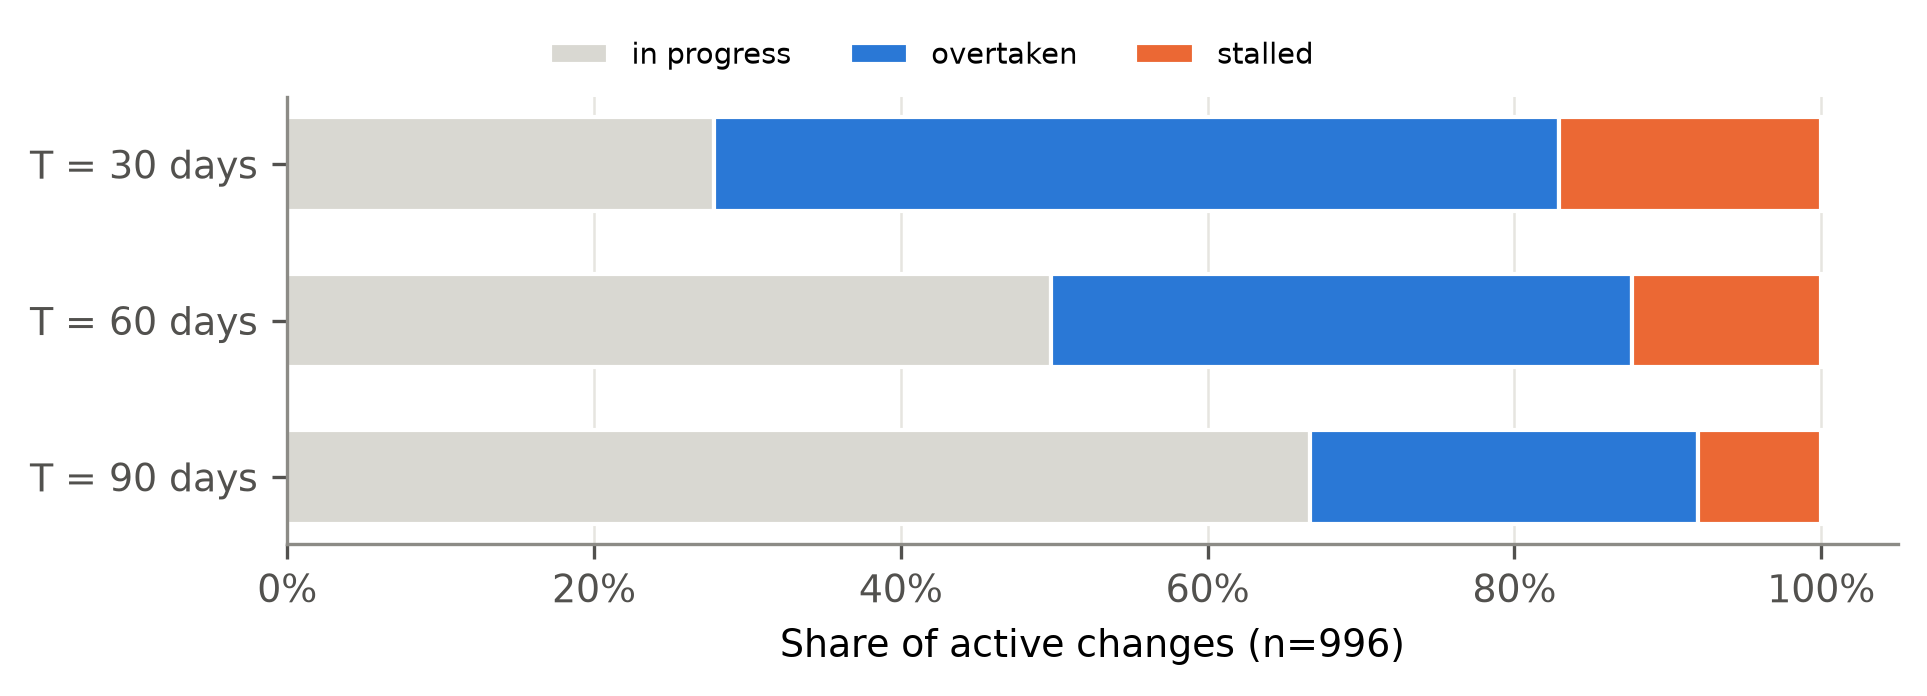 in progress overtaken stalled
T = 30 days
T = 60 days
T = 90 days
0% 20% 40% 60% 80% 100%
Share of active changes (n=996)